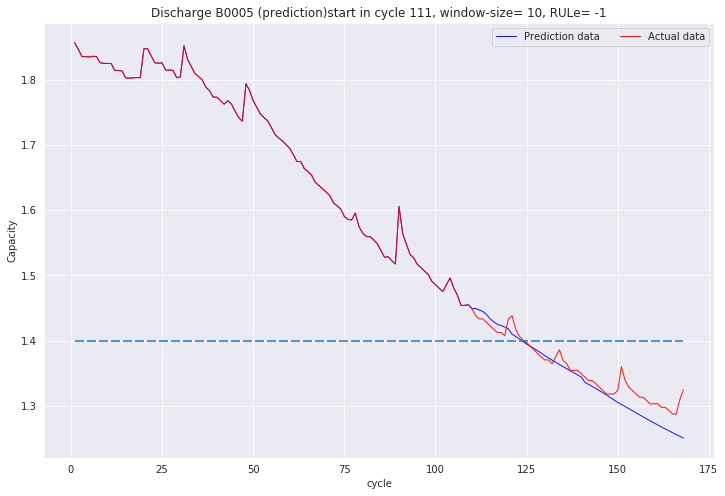 Discharge B0005 (prediction)start in cycle 111, window-size= 10, RULe= -1
Prediction data
Actual data
1.8
1.7
1.6
1.5
1.4
1.3
Capacity
0
25
50
75
100
125
150
175
cycle